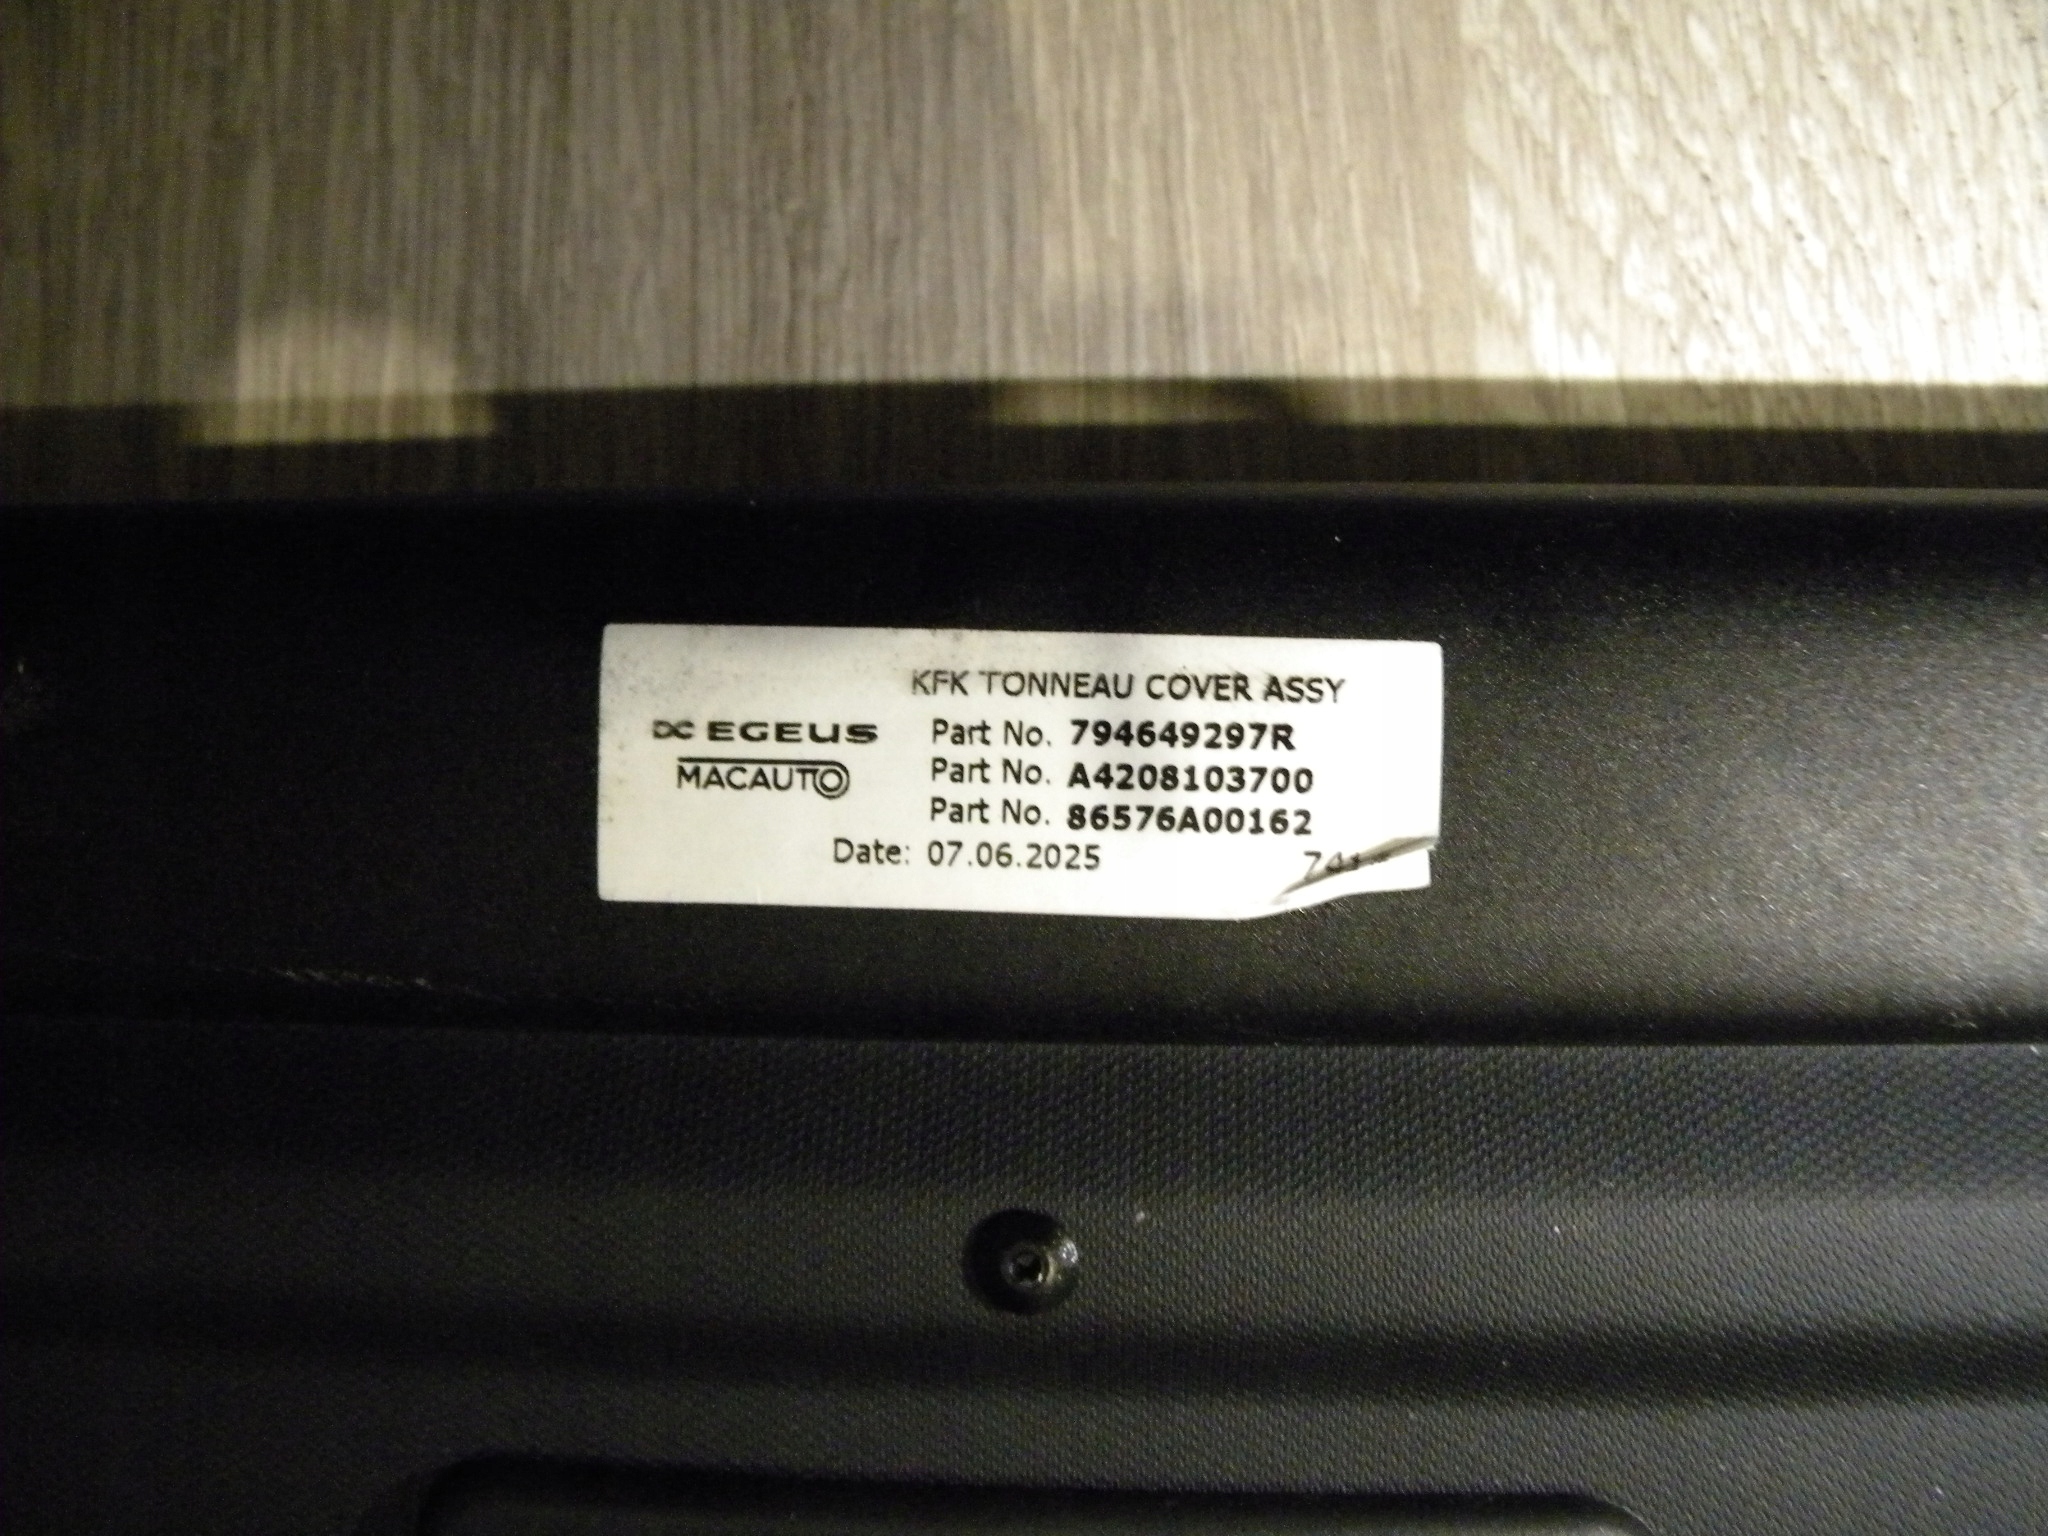 KFK TONNEAU COVER ASSY
EGEUS
MACAUTO
Part No. 794649297R
Part No. A4208103700
Part No. 86576A00162
Date: 07.06.2025